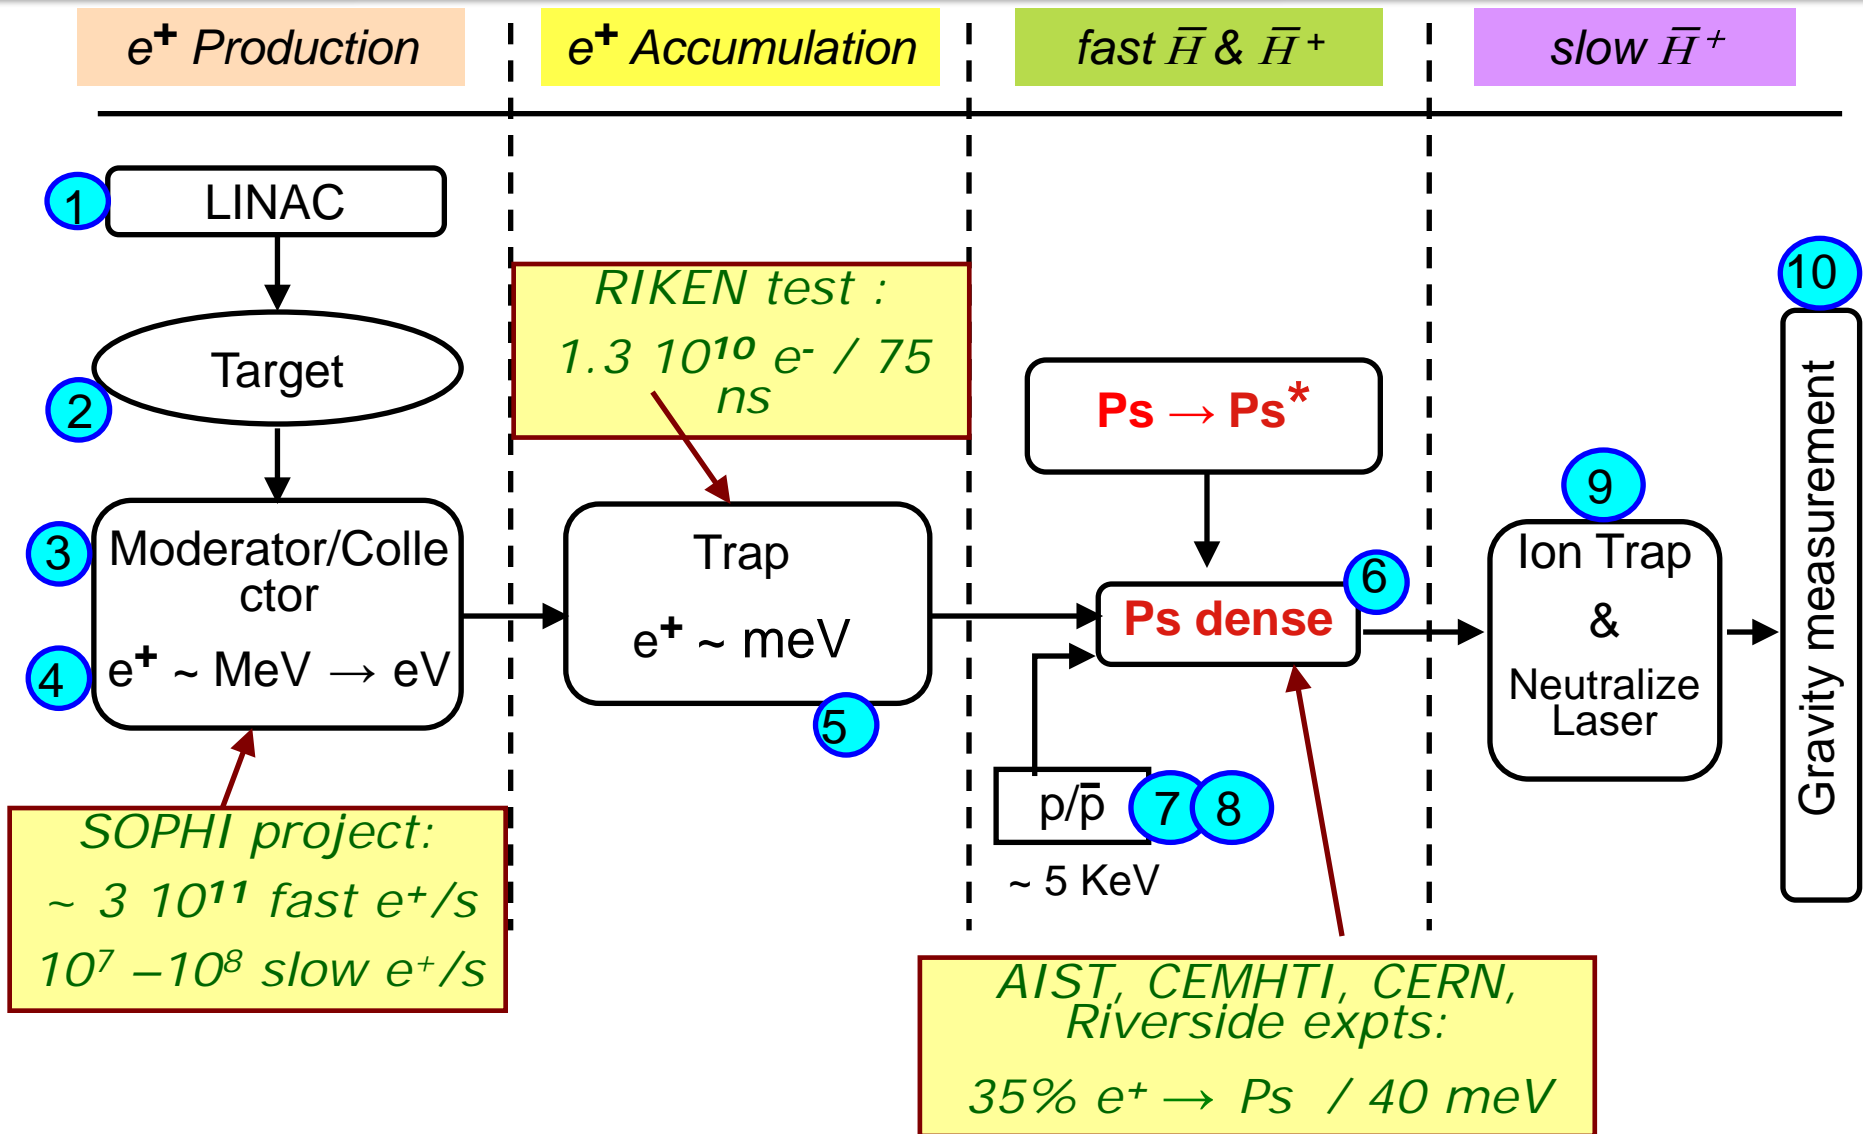 e⁺ Production
e⁺ Accumulation
fast H̅ & H̅⁺
slow H̅⁺
1
LINAC
2
Target
3
Moderator/Colle
ctor
4
e⁺ ~ MeV → eV
SOPHI project:
~ 3 10¹¹ fast e⁺/s
10⁷ –10⁸ slow e⁺/s
RIKEN test :
1.3 10¹⁰ e⁻ / 75
ns
Trap
e⁺ ~ meV
5
Ps → Ps*
Ps dense
6
p/p̅
7
8
~ 5 KeV
AIST, CEMHTI, CERN,
Riverside expts:
35% e⁺ → Ps / 40 meV
9
Ion Trap
&
Neutralize
Laser
10
Gravity measurement